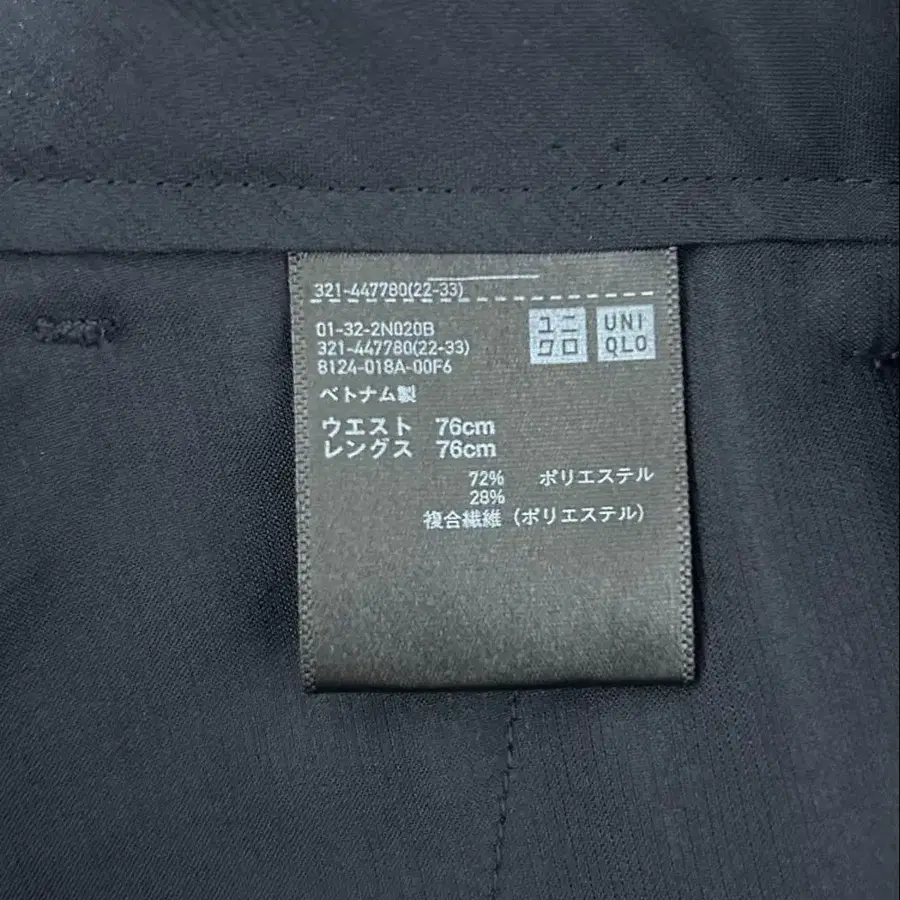 321-447780(22-33)
01-32-2N020B
321-447780(22-33)
8124-018A-00F6
ユニ
クロ
UNI
QLO
ベトナム製
ウエスト 76cm
レングス 76cm
72% ポリエステル
28%
複合繊維 (ポリエステル)